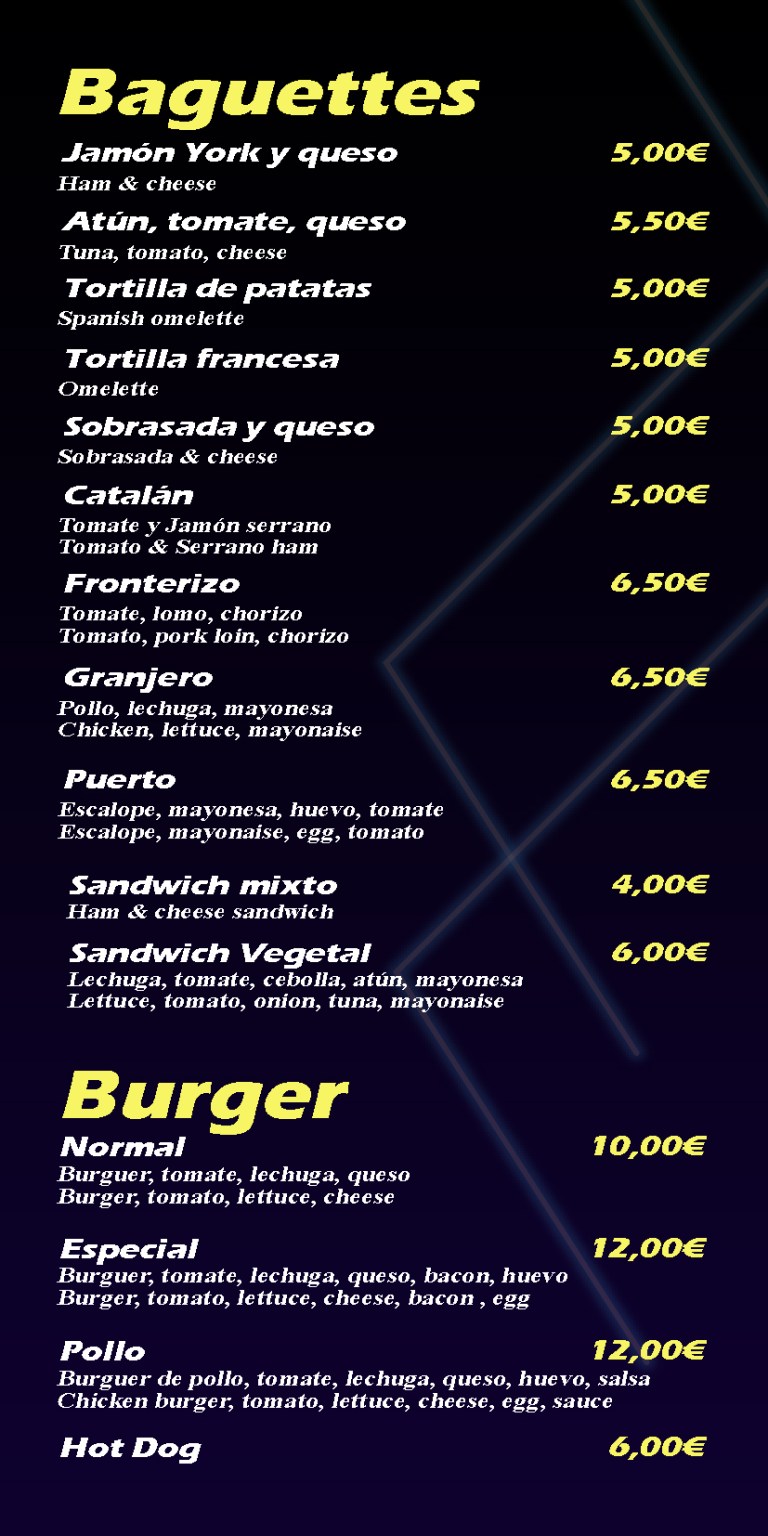 Baguettes
Jamón York y queso 5,00€
Ham & cheese
Atún, tomate, queso 5,50€
Tuna, tomato, cheese
Tortilla de patatas 5,00€
Spanish omelette
Tortilla francesa 5,00€
Omelette
Sobrasada y queso 5,00€
Sobrasada & cheese
Catalán 5,00€
Tomate y Jamón serrano
Tomato & Serrano ham
Fronterizo 6,50€
Tomate, lomo, chorizo
Tomato, pork loin, chorizo
Granjero 6,50€
Pollo, lechuga, mayonesa
Chicken, lettuce, mayonaise
Puerto 6,50€
Escalope, mayonesa, huevo, tomate
Escalope, mayonaise, egg, tomato
Sandwich mixto 4,00€
Ham & cheese sandwich
Sandwich Vegetal 6,00€
Lechuga, tomate, cebolla, atún, mayonesa
Lettuce, tomato, onion, tuna, mayonaise
Burger
Normal 10,00€
Burguer, tomate, lechuga, queso
Burger, tomato, lettuce, cheese
Especial 12,00€
Burguer, tomate, lechuga, queso, bacon, huevo
Burger, tomato, lettuce, cheese, bacon , egg
Pollo 12,00€
Burguer de pollo, tomate, lechuga, queso, huevo, salsa
Chicken burger, tomato, lettuce, cheese, egg, sauce
Hot Dog 6,00€